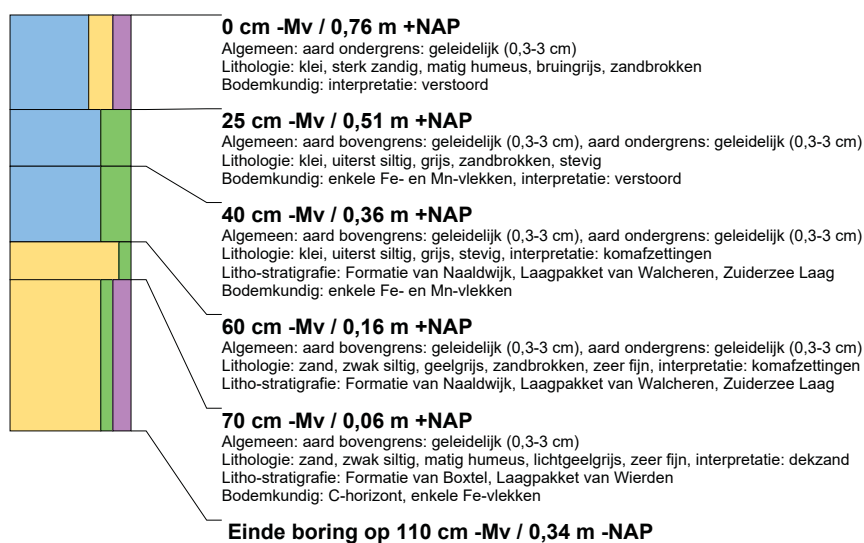 0 cm -Mv / 0,76 m +NAP
Algemeen: aard ondergrens: geleidelijk (0,3-3 cm)
Lithologie: klei, sterk zandig, matig humeus, bruingrijs, zandbrokken
Bodemkundig: interpretatie: verstoord
25 cm -Mv / 0,51 m +NAP
Algemeen: aard bovengrens: geleidelijk (0,3-3 cm), aard ondergrens: geleidelijk (0,3-3 cm)
Lithologie: klei, uiterst siltig, grijs, zandbrokken, stevig
Bodemkundig: enkele Fe- en Mn-vlekken, interpretatie: verstoord
40 cm -Mv / 0,36 m +NAP
Algemeen: aard bovengrens: geleidelijk (0,3-3 cm), aard ondergrens: geleidelijk (0,3-3 cm)
Lithologie: klei, uiterst siltig, grijs, stevig, interpretatie: komafzettingen
Litho-stratigrafie: Formatie van Naaldwijk, Laagpakket van Walcheren, Zuiderzee Laag
Bodemkundig: enkele Fe- en Mn-vlekken
60 cm -Mv / 0,16 m +NAP
Algemeen: aard bovengrens: geleidelijk (0,3-3 cm), aard ondergrens: geleidelijk (0,3-3 cm)
Lithologie: zand, zwak siltig, geelgrijs, zandbrokken, zeer fijn, interpretatie: komafzettingen
Litho-stratigrafie: Formatie van Naaldwijk, Laagpakket van Walcheren, Zuiderzee Laag
70 cm -Mv / 0,06 m +NAP
Algemeen: aard bovengrens: geleidelijk (0,3-3 cm)
Lithologie: zand, zwak siltig, matig humeus, lichtgeelgrijs, zeer fijn, interpretatie: dekzand
Litho-stratigrafie: Formatie van Boxtel, Laagpakket van Wierden
Bodemkundig: C-horizont, enkele Fe-vlekken
Einde boring op 110 cm -Mv / 0,34 m -NAP